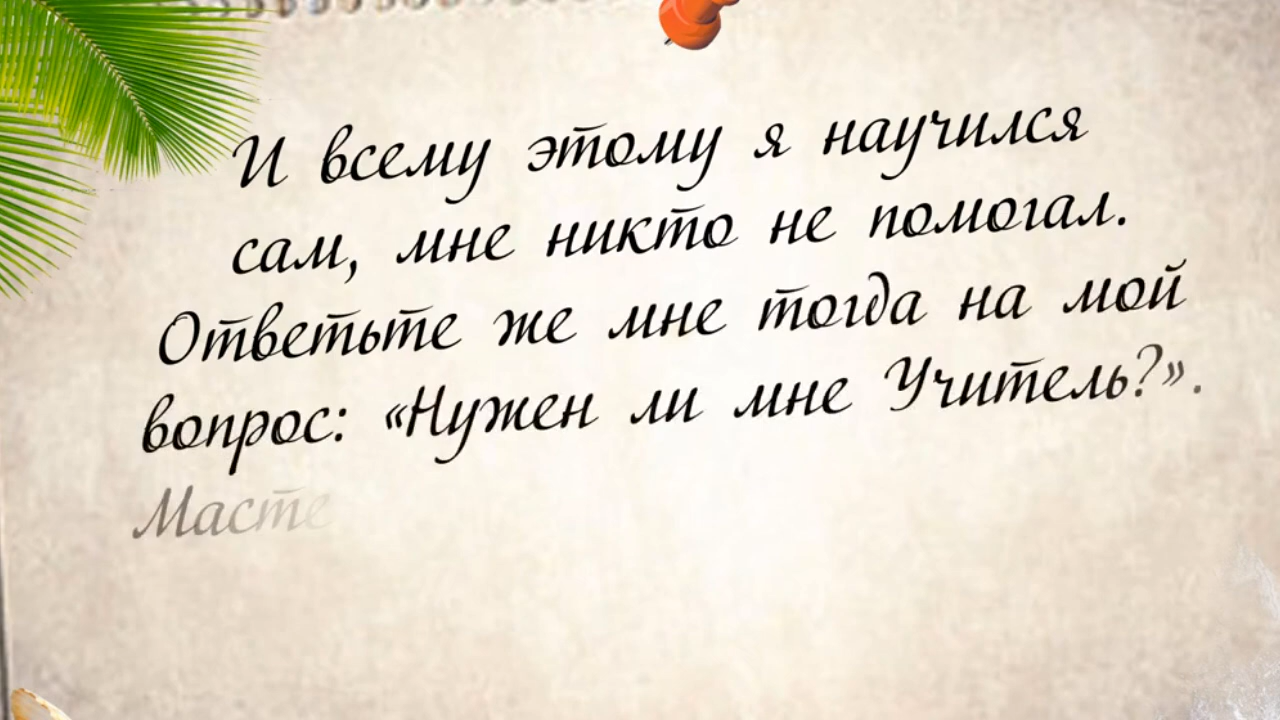 И всему этому я научился
сам, мне никто не помогал.
Ответьте же мне тогда на мой
вопрос: «Нужен ли мне Учитель?».